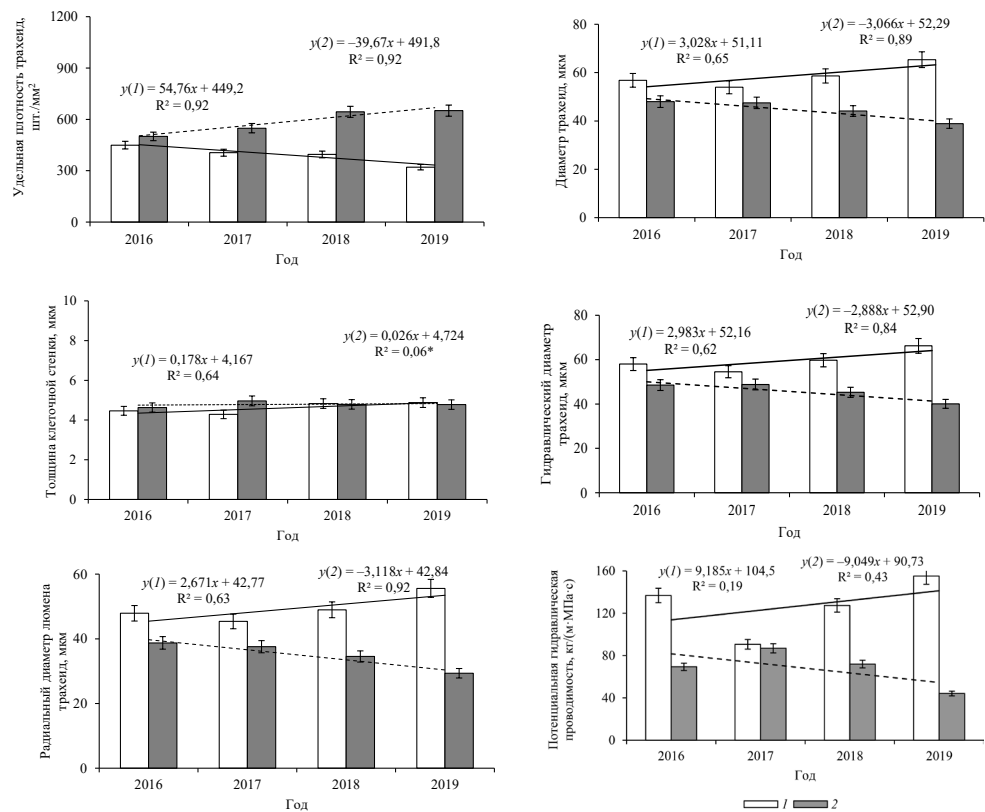 Удельная плотность трахеид,
шт./мм²
1200
900
600
300
0
y(1) = 54,76x + 449,2
R² = 0,92
y(2) = –39,67x + 491,8
R² = 0,92
2016 2017 2018 2019
Год
Диаметр трахеид, мкм
80
60
40
20
0
y(1) = 3,028x + 51,11
R² = 0,65
y(2) = –3,066x + 52,29
R² = 0,89
2016 2017 2018 2019
Год
Толщина клеточной стенки, мкм
10
8
6
4
2
0
y(1) = 0,178x + 4,167
R² = 0,64
y(2) = 0,026x + 4,724
R² = 0,06*
2016 2017 2018 2019
Год
Гидравлический диаметр
трахеид, мкм
80
60
40
20
0
y(1) = 2,983x + 52,16
R² = 0,62
y(2) = –2,888x + 52,90
R² = 0,84
2016 2017 2018 2019
Год
Радиальный диаметр люмена
трахеид, мкм
60
40
20
0
y(1) = 2,671x + 42,77
R² = 0,63
y(2) = –3,118x + 42,84
R² = 0,92
2016 2017 2018 2019
Год
Потенциальная гидравлическая
проводимость, кг/(м·МПа·с)
160
120
80
40
0
y(1) = 9,185x + 104,5
R² = 0,19
y(2) = –9,049x + 90,73
R² = 0,43
2016 2017 2018 2019
Год
1 2